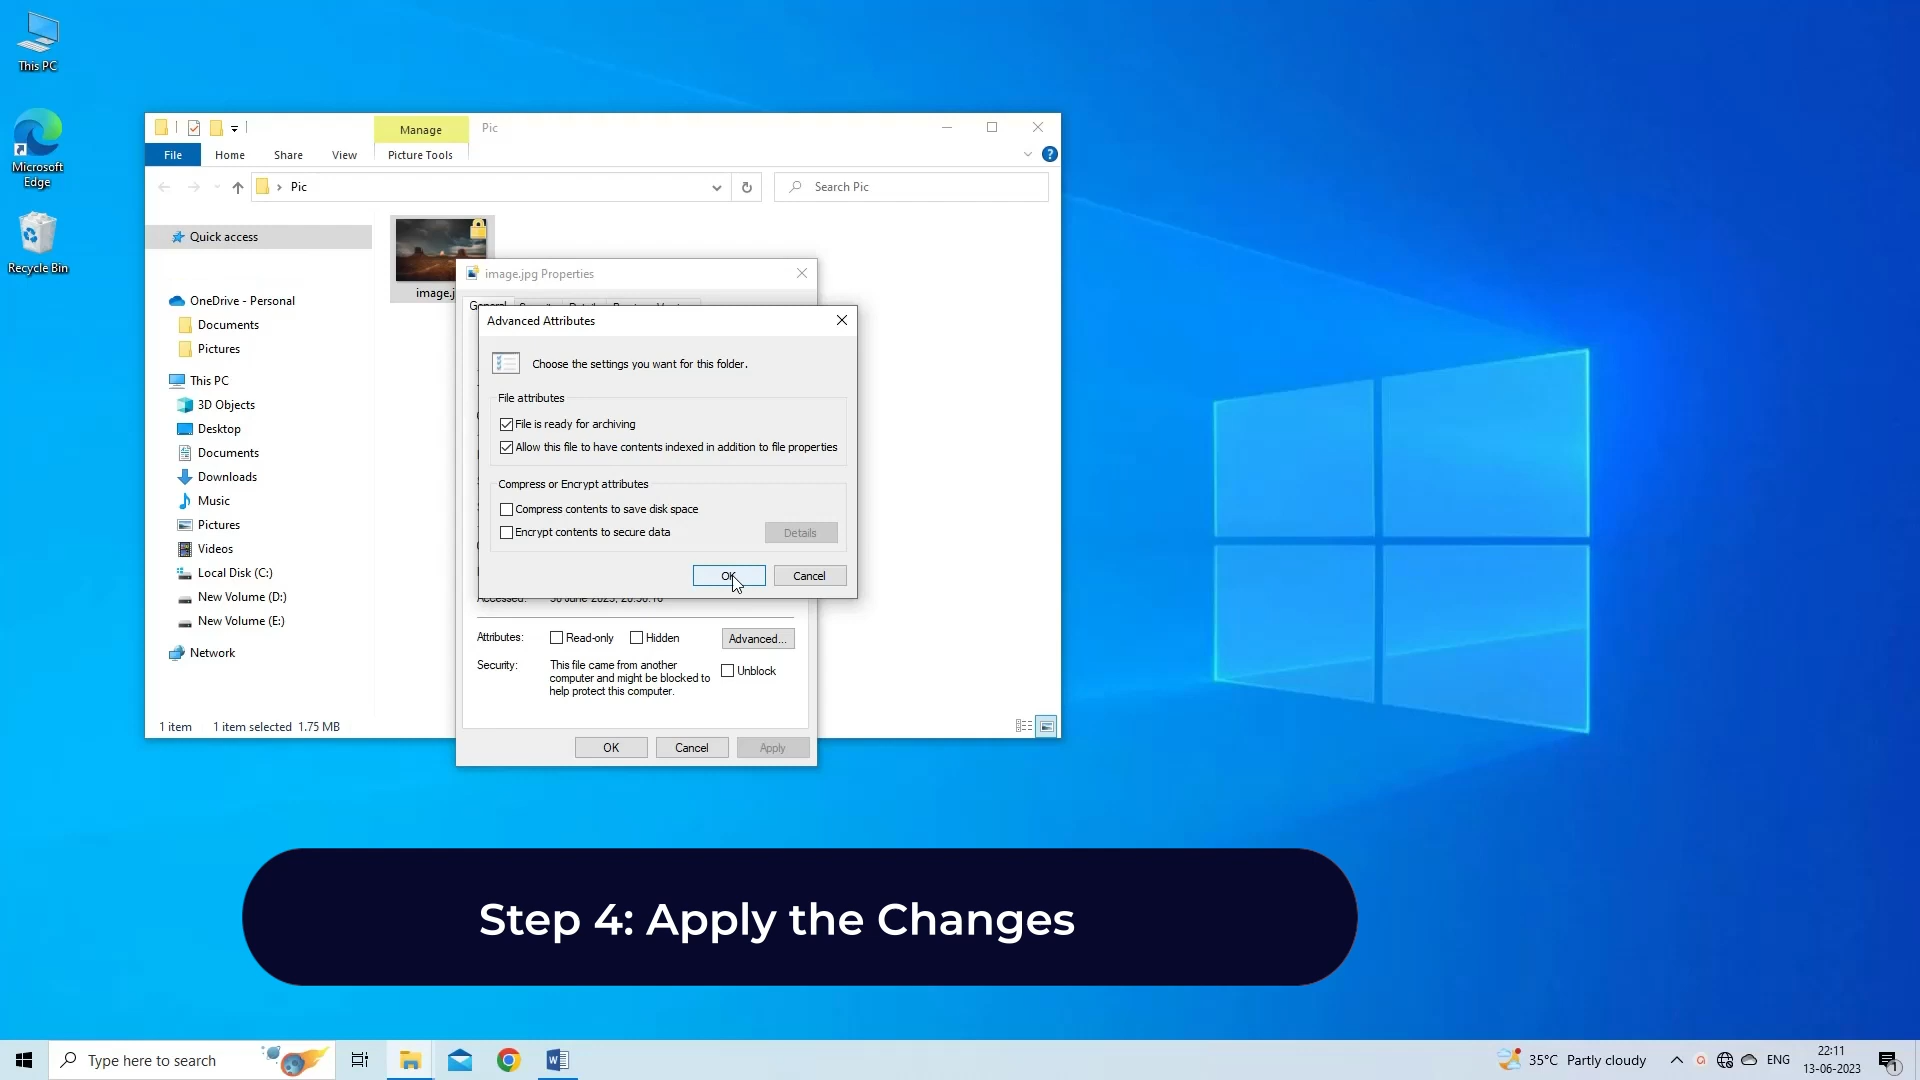 This PC
Microsoft
Edge
Recycle Bin
Manage
Pic
File
Home
Share
View
Picture Tools
Pic
Search Pic
Quick access
OneDrive - Personal
Documents
Pictures
This PC
3D Objects
Desktop
Documents
Downloads
Music
Pictures
Videos
Local Disk (C:)
New Volume (D:)
New Volume (E:)
Network
1 item
1 item selected 1.75 MB
image.j
image.jpg Properties
General
Advanced Attributes
Choose the settings you want for this folder.
File attributes
File is ready for archiving
Allow this file to have contents indexed in addition to file properties
Compress or Encrypt attributes
Compress contents to save disk space
Encrypt contents to secure data
Details
OK
Cancel
Attributes:
Read-only
Hidden
Advanced...
Security:
This file came from another
computer and might be blocked to
help protect this computer.
Unblock
OK
Cancel
Apply
Step 4: Apply the Changes
Type here to search
35°C Partly cloudy
ENG
22:11
13-06-2023
1